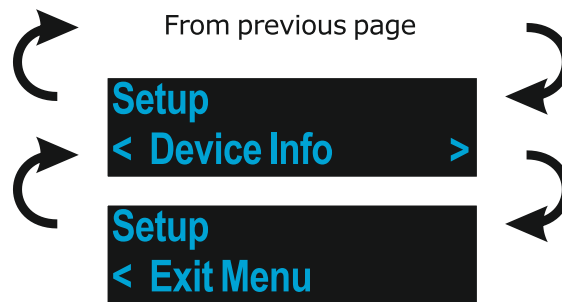 From previous page
Setup
< Device Info >
Setup
< Exit Menu